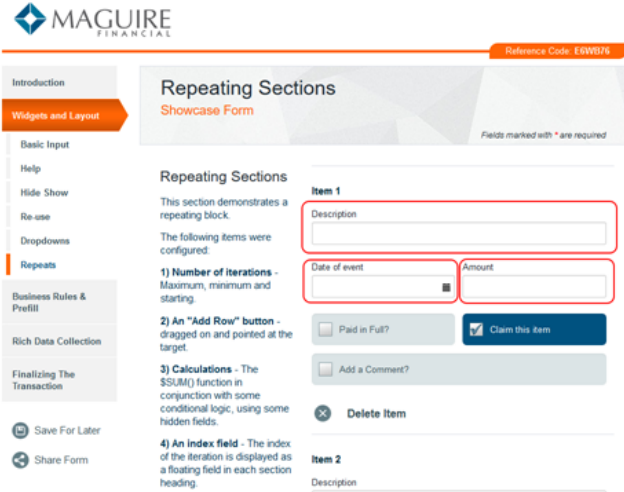 MAGUIRE
FINANCIAL
Reference Code: E6WB76
Introduction
Widgets and Layout
Basic Input
Help
Hide Show
Re-use
Dropdowns
Repeats
Business Rules &
Prefill
Rich Data Collection
Finalizing The
Transaction
Save For Later
Share Form
Repeating Sections
Showcase Form
Fields marked with * are required
Repeating Sections
This section demonstrates a
repeating block.
The following items were
configured:
1) Number of iterations -
Maximum, minimum and
starting.
2) An "Add Row" button -
dragged on and pointed at the
target.
3) Calculations - The
$SUM() function in
conjunction with some
conditional logic, using some
hidden fields.
4) An index field - The index
of the iteration is displayed as
a floating field in each section
heading.
Item 1
Description
Date of event
Amount
Paid in Full?
Claim this item
Add a Comment?
Delete Item
Item 2
Description